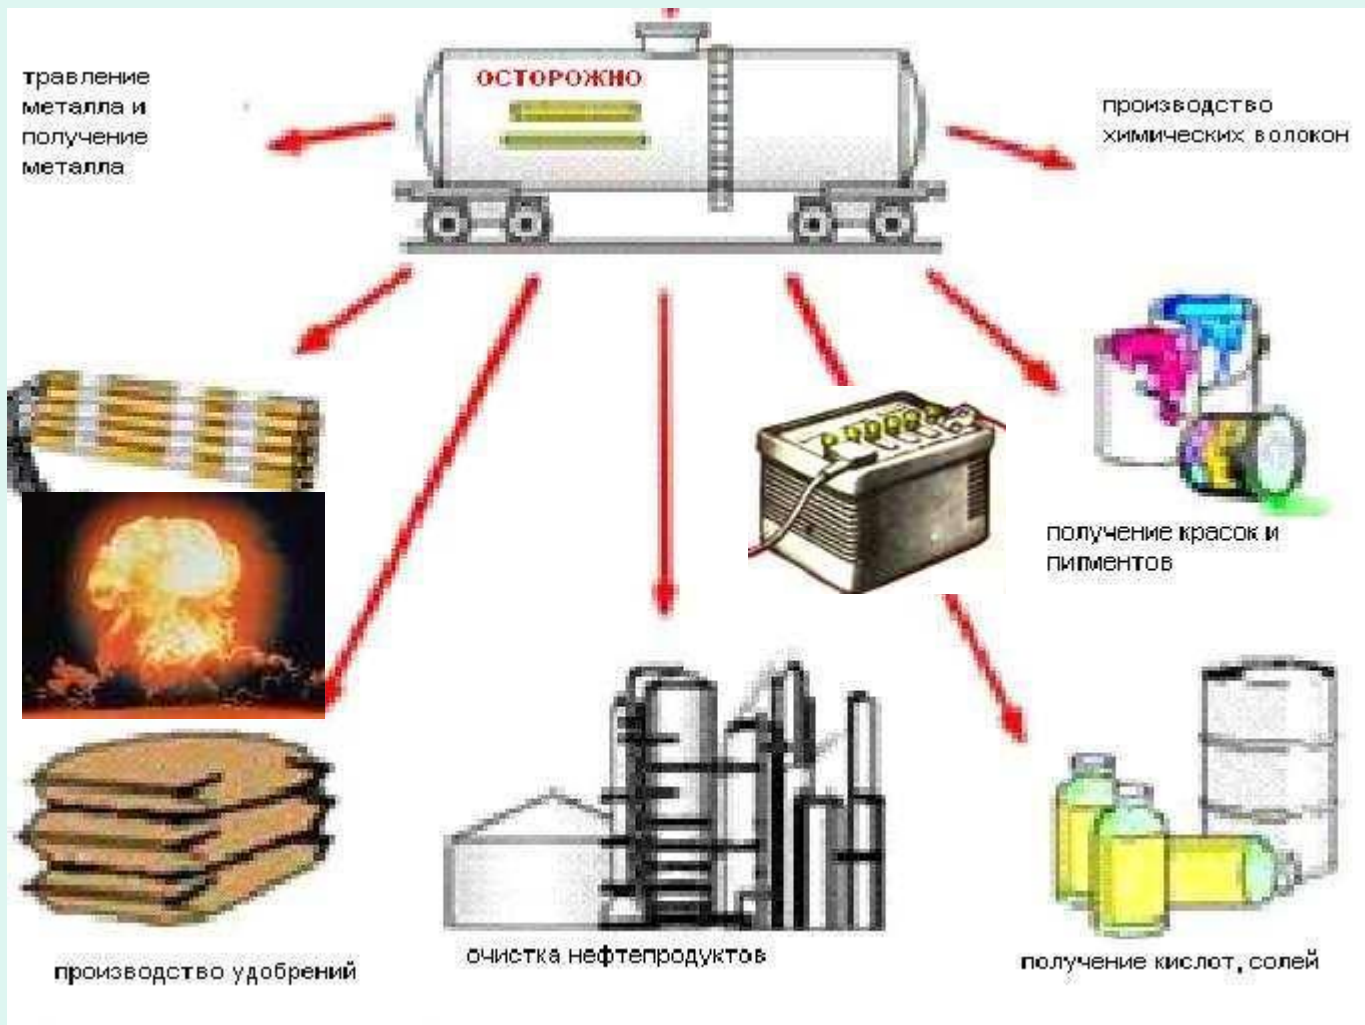 ОСТОРОЖНО
травление
металла и
получение
металла
производство
химических волокон
получение красок и
пигментов
производство удобрений
очистка нефтепродуктов
получение кислот, солей